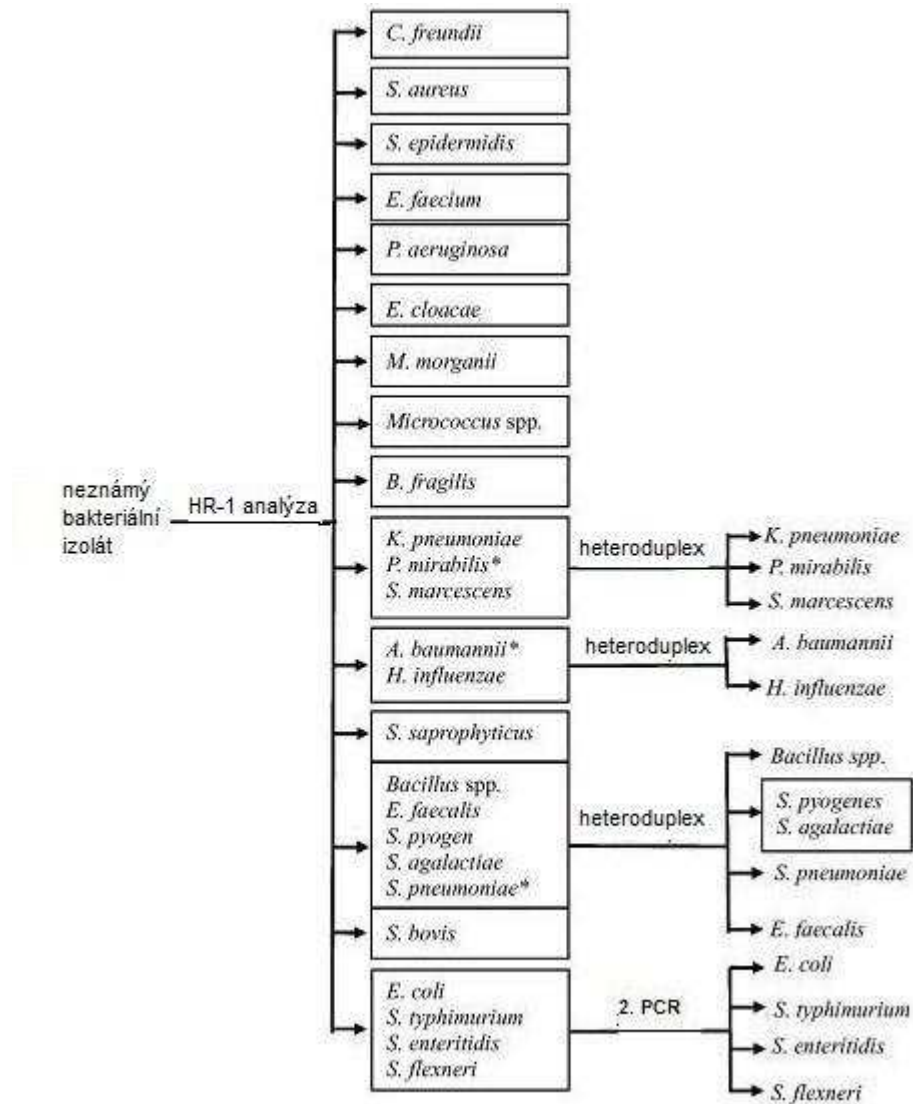 C. freundii
S. aureus
S. epidermidis
E. faecium
P. aeruginosa
E. cloacae
M. morganii
Micrococcus spp.
B. fragilis
neznámý
bakteriální
izolát
HR-1 analýza
K. pneumoniae
P. mirabilis*
S. marcescens
heteroduplex
K. pneumoniae
P. mirabilis
S. marcescens
A. baumannii*
H. influenzae
heteroduplex
A. baumannii
H. influenzae
S. saprophyticus
Bacillus spp.
E. faecalis
S. pyogen
S. agalactiae
S. pneumoniae*
heteroduplex
Bacillus spp.
S. pyogenes
S. agalactiae
S. pneumoniae
E. faecalis
S. bovis
E. coli
S. typhimurium
S. enteritidis
S. flexneri
2. PCR
E. coli
S. typhimurium
S. enteritidis
S. flexneri